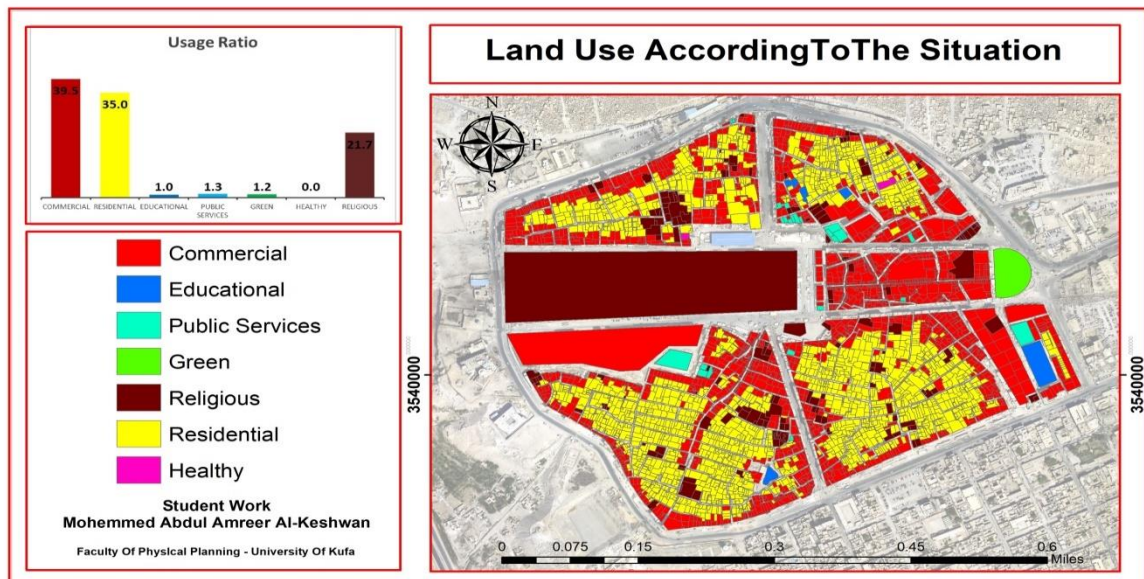 Usage Ratio
39.5
35.0
1.0
1.3
1.2
0.0
21.7
COMMERCIAL
RESIDENTIAL
EDUCATIONAL
PUBLIC
SERVICES
GREEN
HEALTHY
RELIGIOUS
Land Use AccordingToThe Situation
Commercial
Educational
Public Services
Green
Religious
Residential
Healthy
Student Work
Mohemmed Abdul Amreer Al-Keshwan
Faculty Of Physical Planning - University Of Kufa
N
W
E
S
3540000
3540000
0 0.075 0.15 0.3 0.45 0.6
Miles